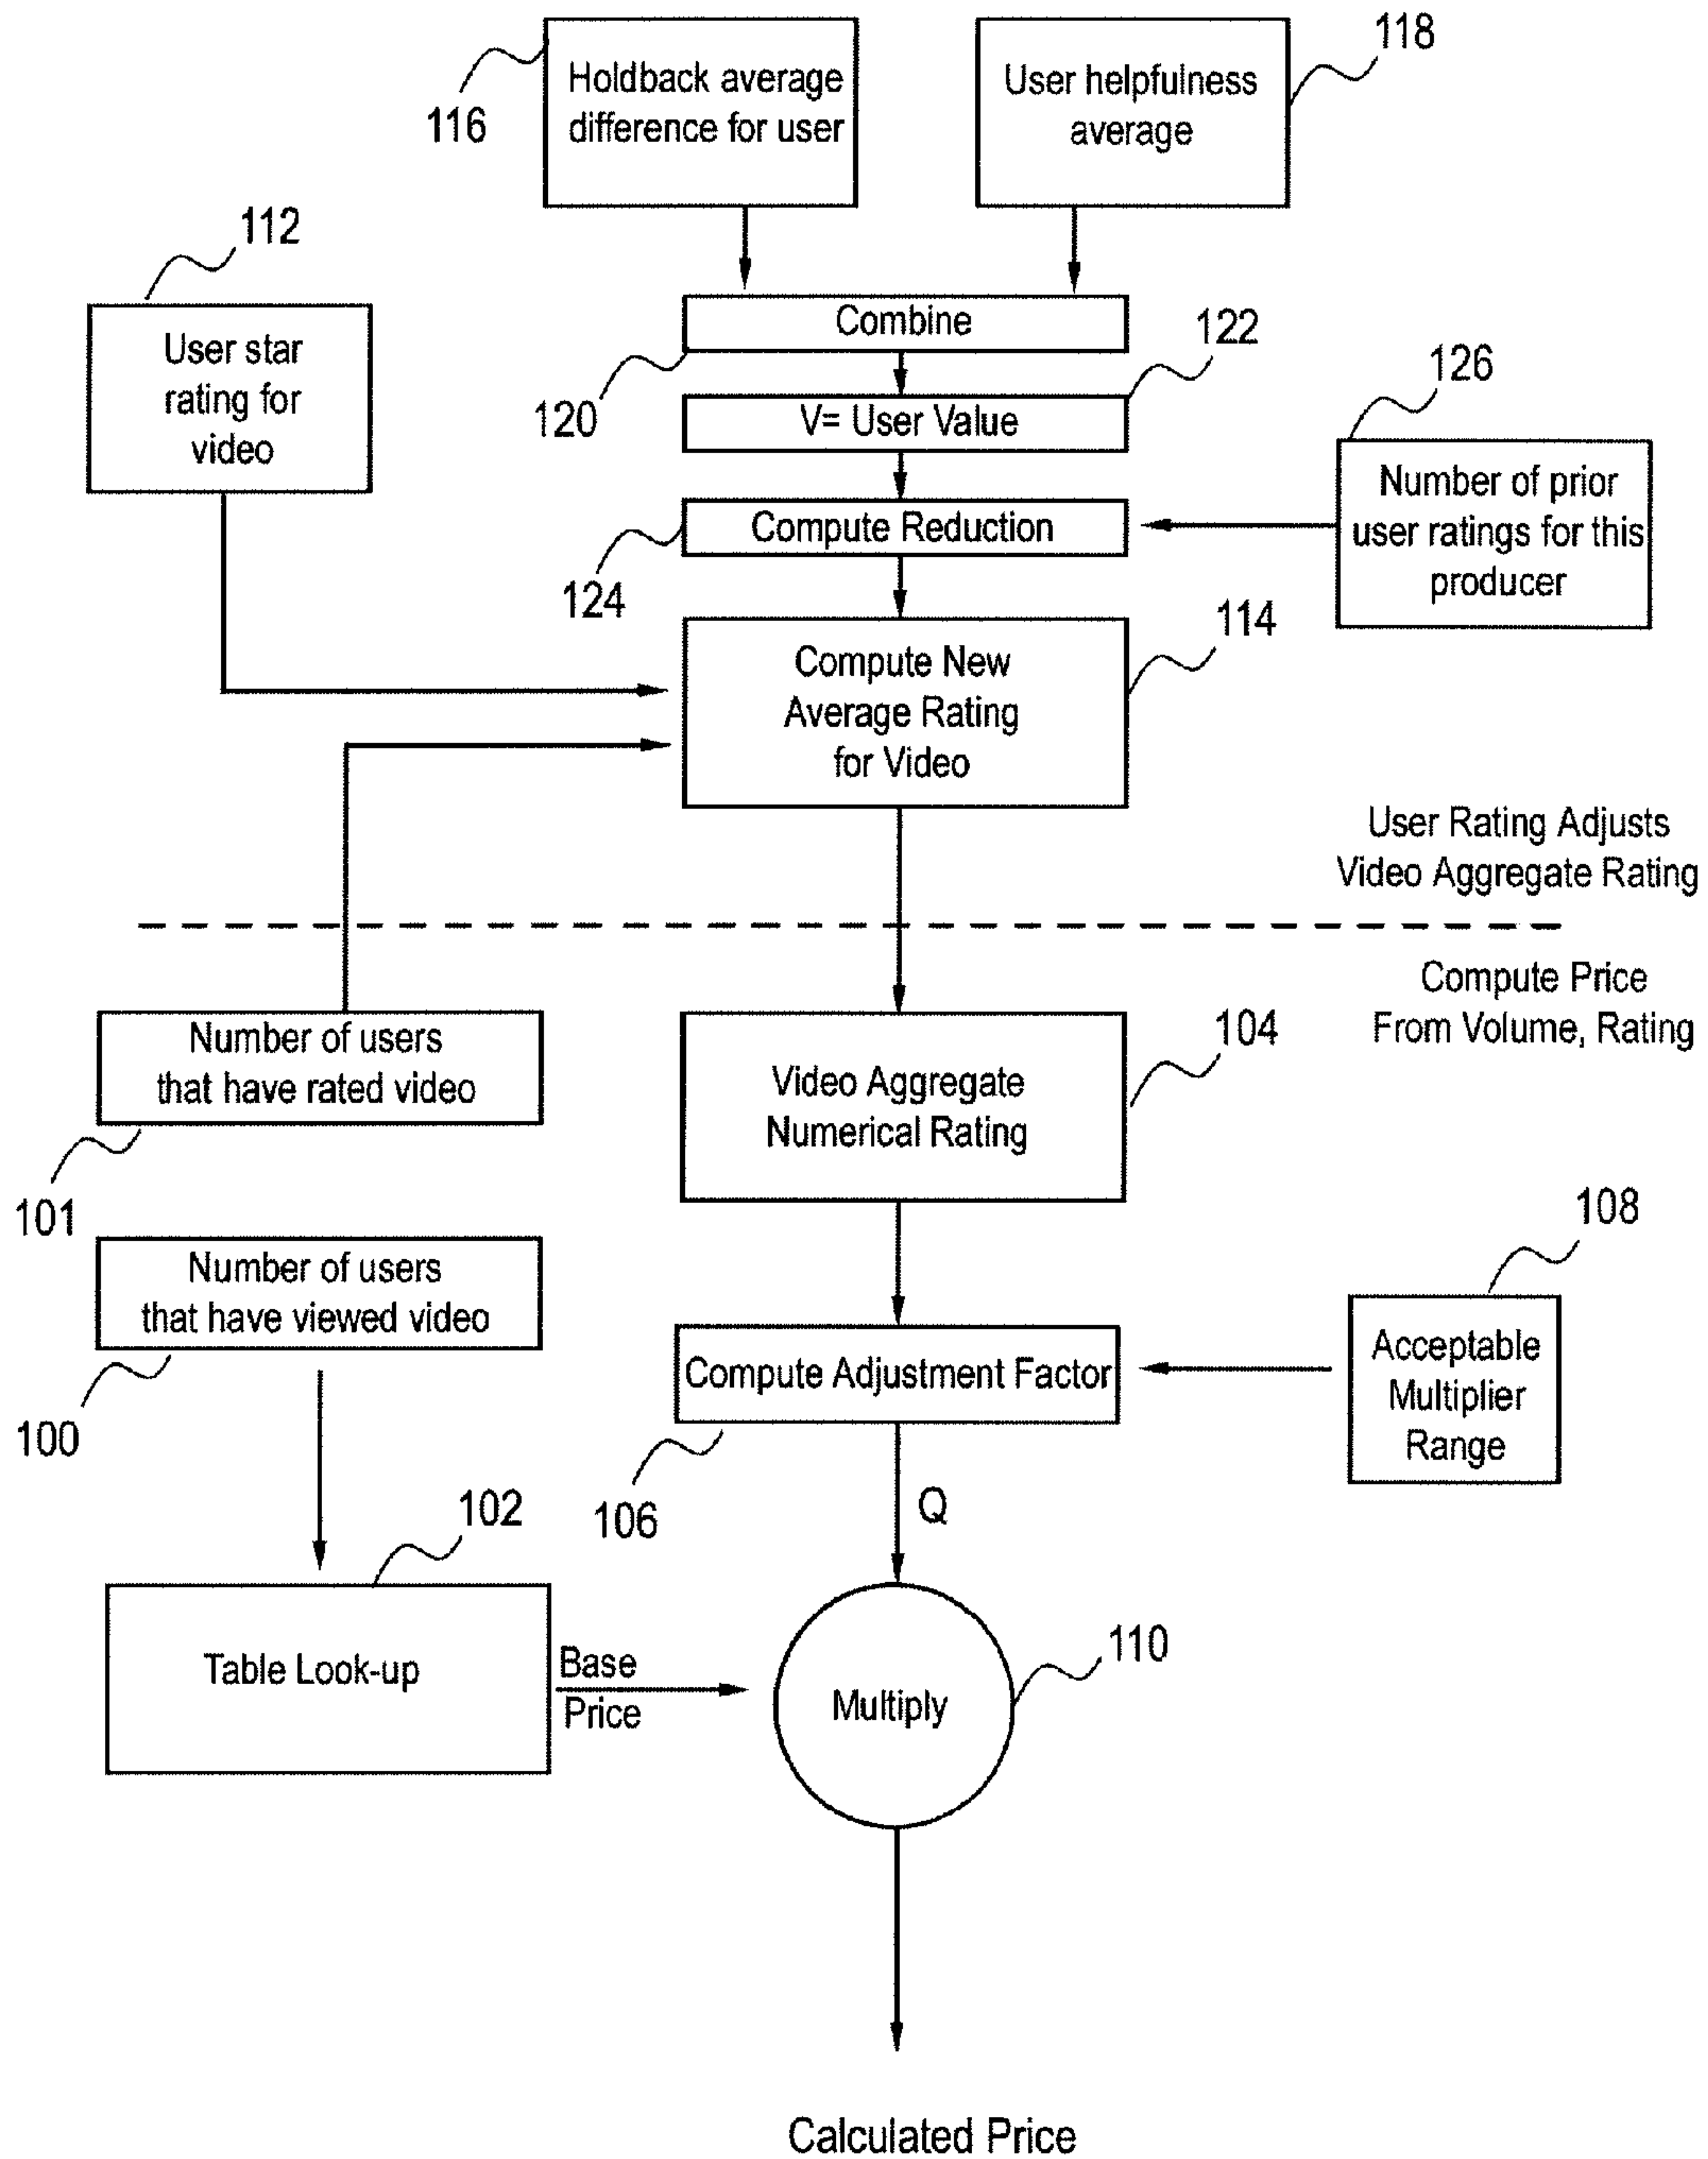 116
Holdback average
difference for user
User helpfulness
average
118
112
User star
rating for
video
Combine
120
122
V= User Value
126
Number of prior
user ratings for this
producer
Compute Reduction
124
114
Compute New
Average Rating
for Video
User Rating Adjusts
Video Aggregate Rating
Compute Price
From Volume, Rating
Number of users
that have rated video
101
Video Aggregate
Numerical Rating
104
Number of users
that have viewed video
100
108
Acceptable
Multiplier
Range
Compute Adjustment Factor
106
Q
102
Table Look-up
Base
Price
Multiply
110
Calculated Price